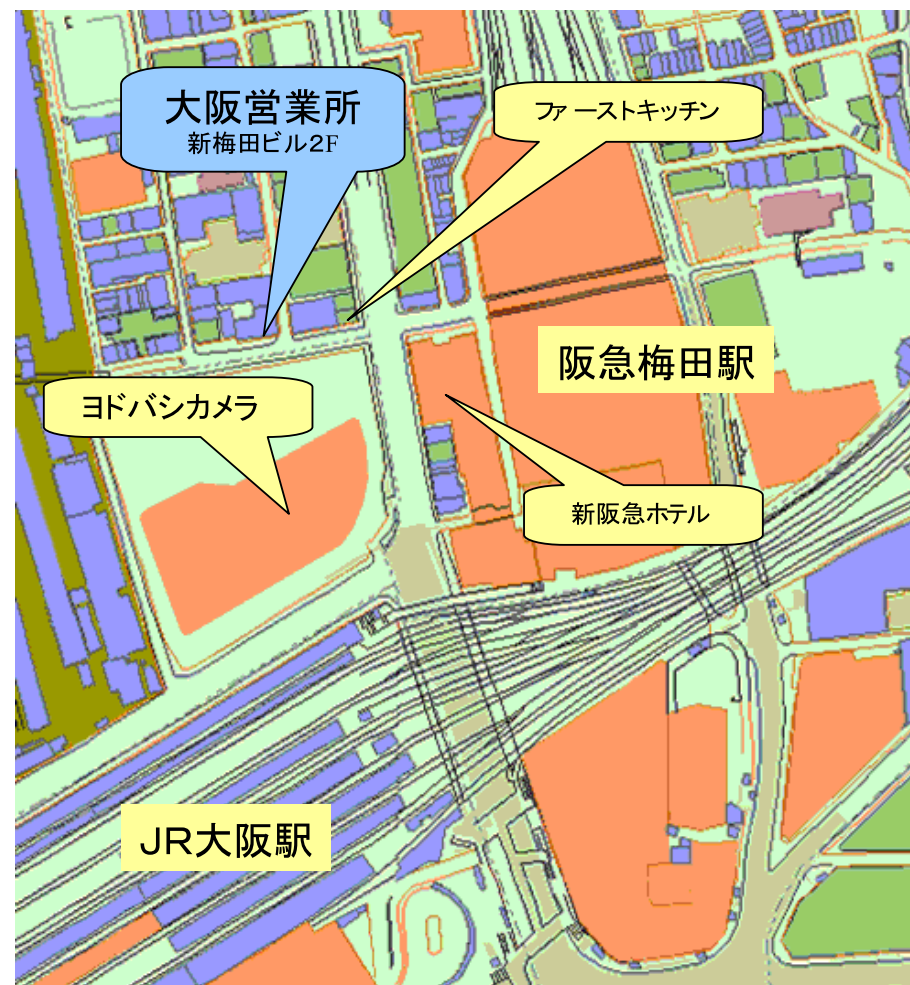 大阪営業所
新梅田ビル２F
ファーストキッチン
阪急梅田駅
ヨドバシカメラ
新阪急ホテル
ＪＲ大阪駅